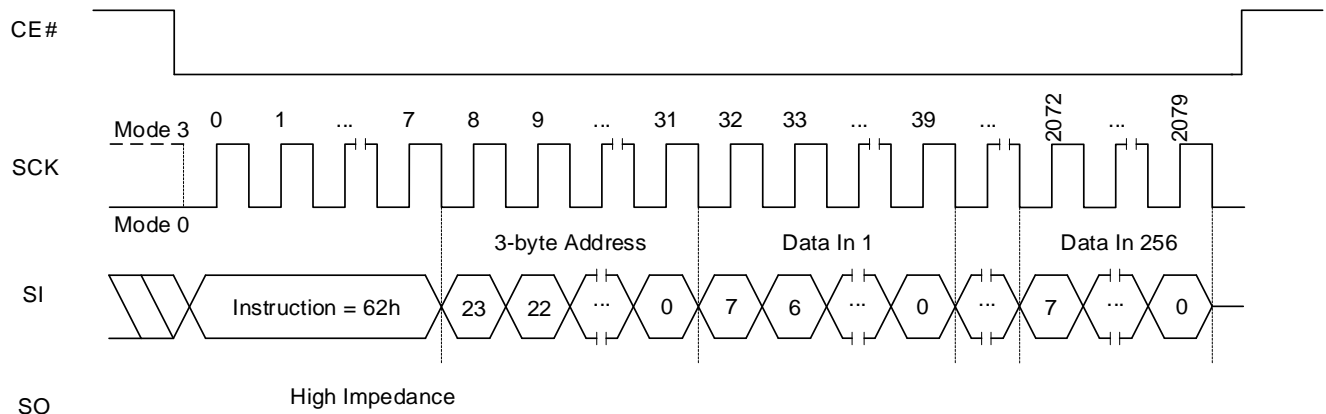 CE#
0 1 ... 7 8 9 ... 31 32 33 ... 39 ... 2072 ... 2079
Mode 3
SCK
Mode 0
3-byte Address Data In 1 Data In 256
SI
Instruction = 62h 23 22 ... 0 7 6 ... 0 ... 7 ... 0
High Impedance
SO